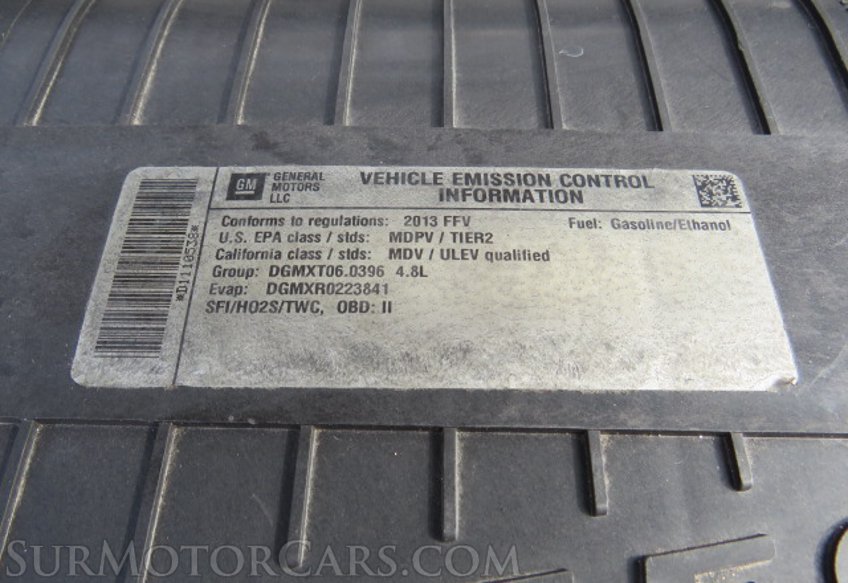 GM GENERAL MOTORS LLC
VEHICLE EMISSION CONTROL
INFORMATION
*D1110538*
Conforms to regulations: 2013 FFV Fuel: Gasoline/Ethanol
U.S. EPA class / stds: MDPV / TIER2
California class / stds: MDV / ULEV qualified
Group: DGMXT06.0396 4.8L
Evap: DGMXR0223841
SFI/HO2S/TWC, OBD: II
SURMOTORCARS.COM